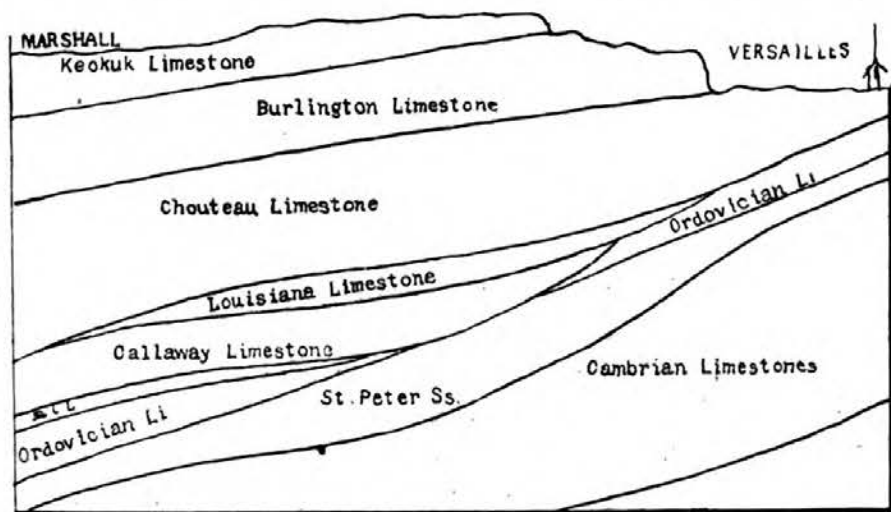 MARSHALL
VERSAILLES
Keokuk Limestone
Burlington Limestone
Chouteau Limestone
Ordovician Li
Louisiana Limestone
Callaway Limestone
Cambrian Limestones
St. Peter Ss.
Ordovician Li